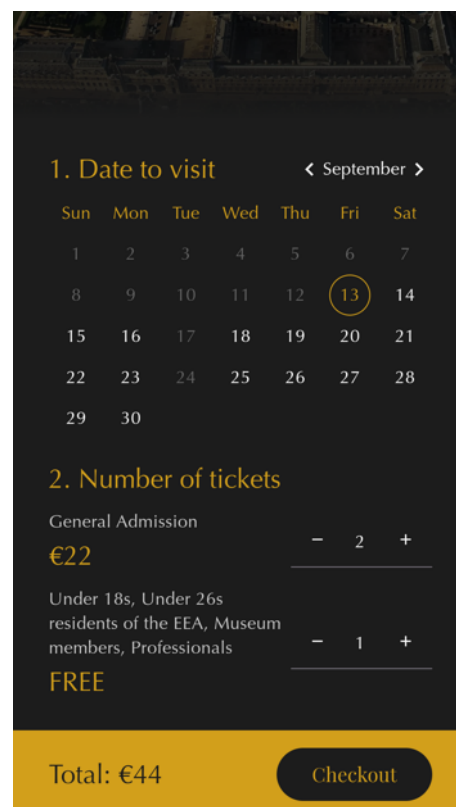 1. Date to visit
< September >
Sun Mon Tue Wed Thu Fri Sat
1 2 3 4 5 6 7
8 9 10 11 12 13 14
15 16 17 18 19 20 21
22 23 24 25 26 27 28
29 30
2. Number of tickets
General Admission
€22
− 2 +
Under 18s, Under 26s
residents of the EEA, Museum
members, Professionals
FREE
− 1 +
Total: €44
Checkout